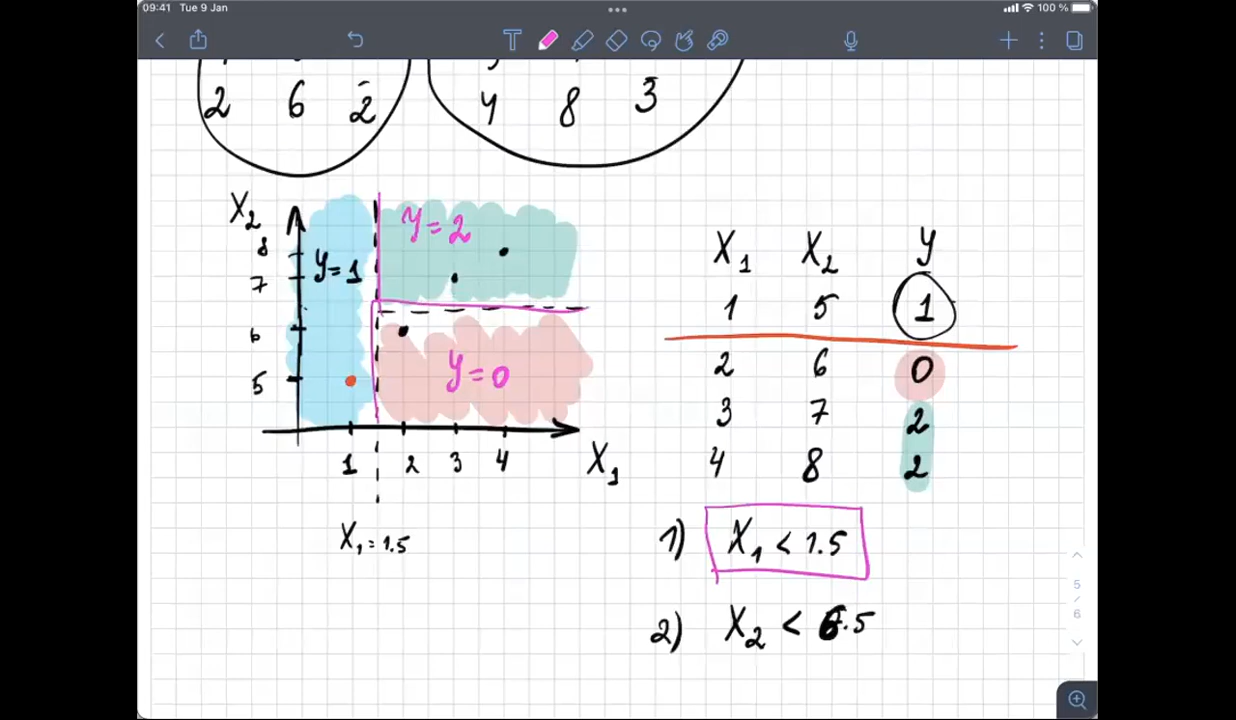 09:41 Tue 9 Jan
100 %
T
2 6 2
4 8 3
X2
8
7
6
5
y=1
y=2
y=0
1 2 3 4
X1
X1=1.5
X1 X2 y
1 5 1
2 6 0
3 7 2
4 8 2
1) X1 < 1.5
2) X2 < 6.5
5
/
6